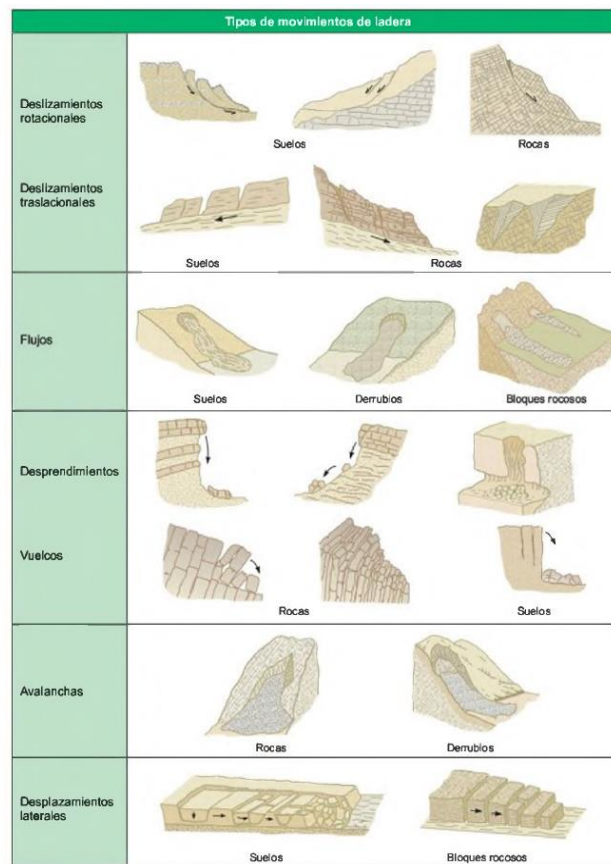 Tipos de movimientos de ladera
Deslizamientos
rotacionales
Suelos
Rocas
Deslizamientos
traslacionales
Suelos
Rocas
Flujos
Suelos
Derrubios
Bloques rocosos
Desprendimientos
Vuelcos
Rocas
Suelos
Avalanchas
Rocas
Derrubios
Desplazamientos
laterales
Suelos
Bloques rocosos